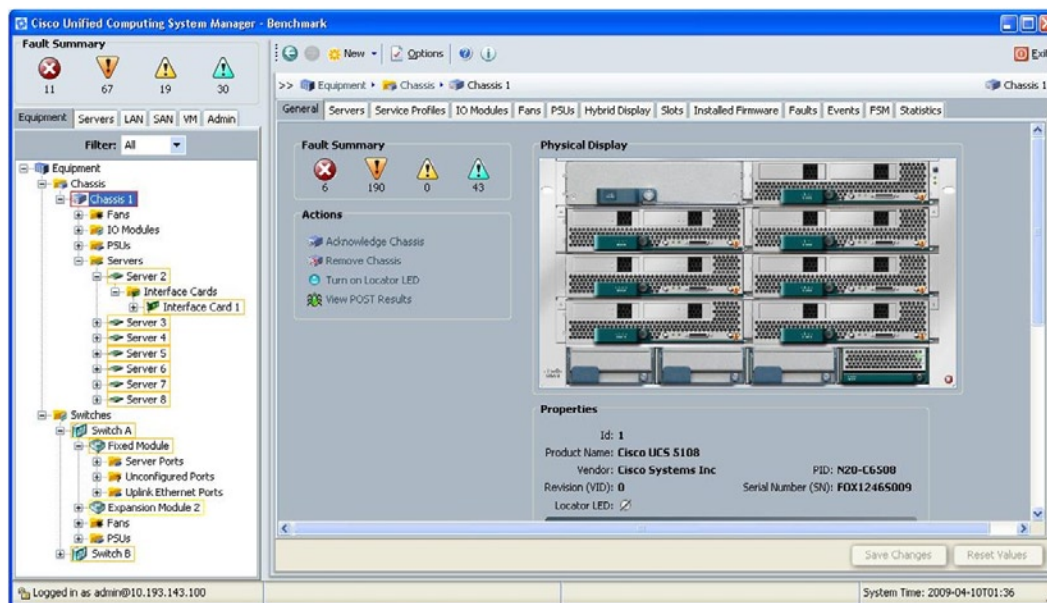 Cisco Unified Computing System Manager - Benchmark
Fault Summary
11 67 19 30
Equipment Servers LAN SAN VM Admin
Filter: All
Equipment
Chassis
Chassis 1
Fans
IO Modules
PSUs
Servers
Server 2
Interface Cards
Interface Card 1
Server 3
Server 4
Server 5
Server 6
Server 7
Server 8
Switches
Switch A
Fixed Module
Server Ports
Unconfigured Ports
Uplink Ethernet Ports
Expansion Module 2
Fans
PSUs
Switch B
New Options Exit
>> Equipment Chassis Chassis 1 Chassis 1
General Servers Service Profiles IO Modules Fans PSUs Hybrid Display Slots Installed Firmware Faults Events FSM Statistics
Fault Summary
6 190 0 43
Actions
Acknowledge Chassis
Remove Chassis
Turn on Locator LED
View POST Results
Physical Display
Properties
Id: 1
Product Name: Cisco UCS 5108
Vendor: Cisco Systems Inc PID: N20-C6508
Revision (VID): 0 Serial Number (SN): FOX1246S009
Locator LED:
Save Changes Reset Values
Logged in as admin@10.193.143.100 System Time: 2009-04-10T01:36